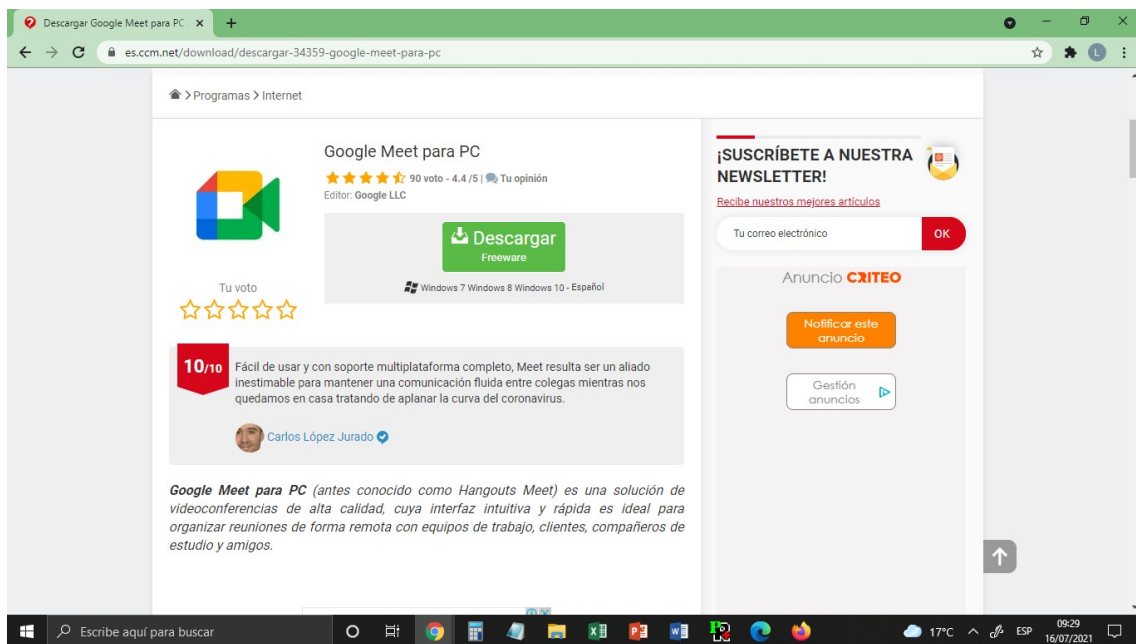 Descargar Google Meet para PC
es.ccm.net/download/descargar-34359-google-meet-para-pc
L
> Programas > Internet
Google Meet para PC
90 voto - 4.4 /5 | Tu opinión
Editor: Google LLC
Descargar
Freeware
Windows 7 Windows 8 Windows 10 - Español
Tu voto
10/10
Fácil de usar y con soporte multiplataforma completo, Meet resulta ser un aliado
inestimable para mantener una comunicación fluida entre colegas mientras nos
quedamos en casa tratando de aplanar la curva del coronavirus.
Carlos López Jurado
Google Meet para PC (antes conocido como Hangouts Meet) es una solución de
videoconferencias de alta calidad, cuya interfaz intuitiva y rápida es ideal para
organizar reuniones de forma remota con equipos de trabajo, clientes, compañeros de
estudio y amigos.
¡SUSCRÍBETE A NUESTRA
NEWSLETTER!
Recibe nuestros mejores artículos
Tu correo electrónico
OK
Anuncio CRITEO
Notificar este
anuncio
Gestión
anuncios
Escribe aquí para buscar
17°C
ESP
09:29
16/07/2021